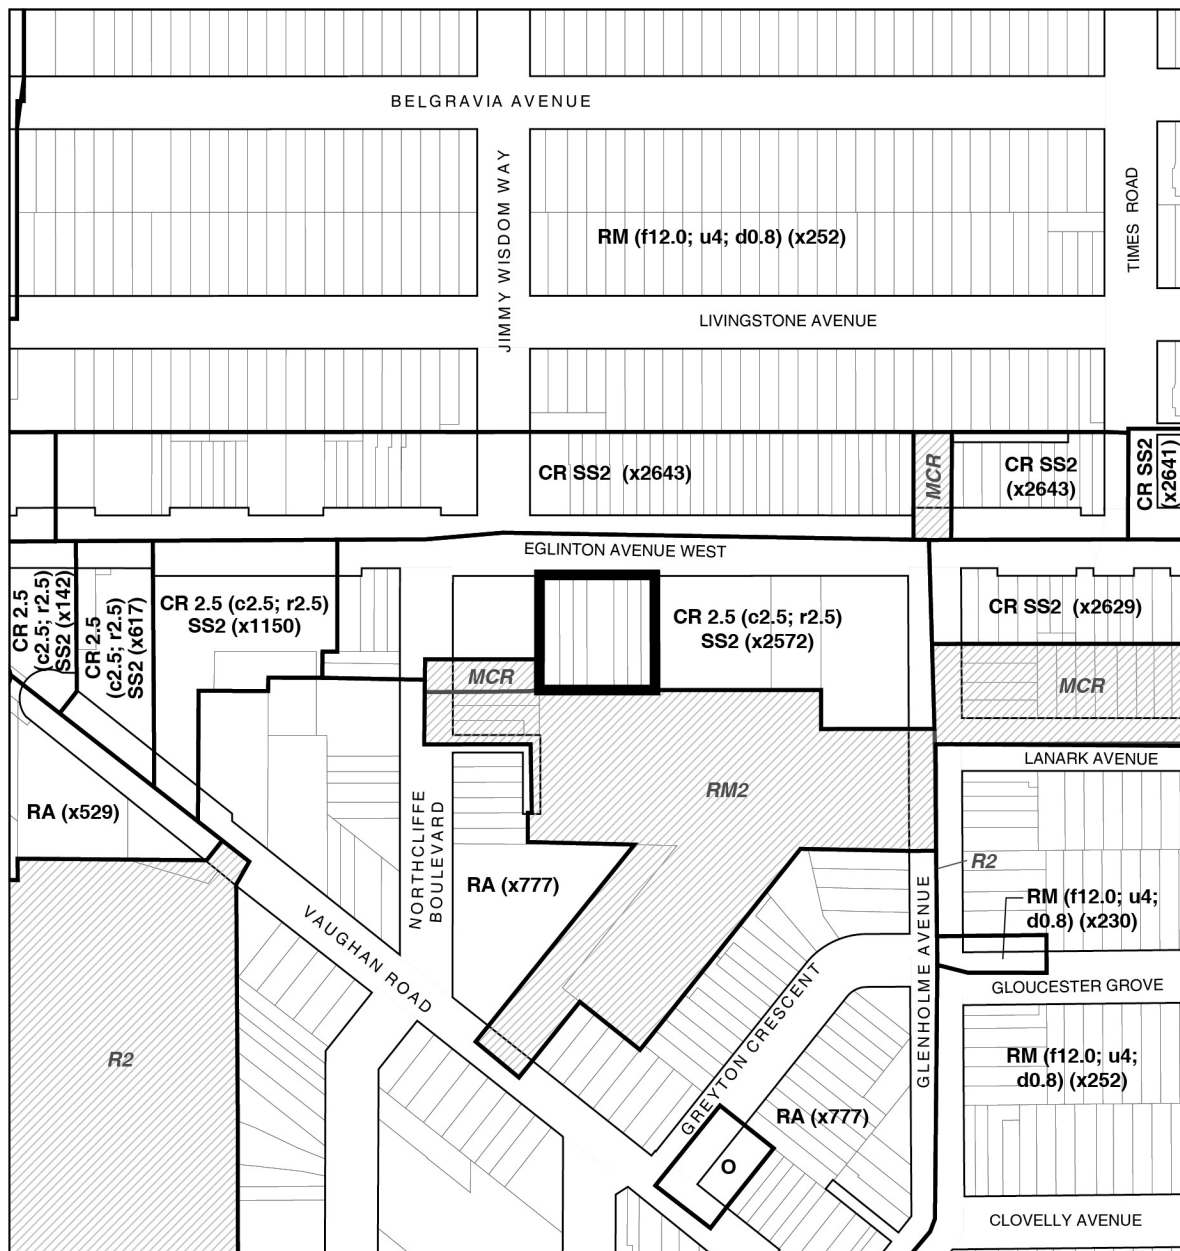 BELGRAVIA AVENUE
JIMMY WISDOM WAY
TIMES ROAD
RM (f12.0; u4; d0.8) (x252)
LIVINGSTONE AVENUE
CR SS2 (x2643)
MCR
CR SS2
(x2643)
CR SS2
(x2641)
EGLINTON AVENUE WEST
CR 2.5
(c2.5; r2.5)
SS2 (x142)
CR 2.5
(c2.5; r2.5)
SS2 (x617)
CR 2.5 (c2.5; r2.5)
SS2 (x1150)
CR 2.5 (c2.5; r2.5)
SS2 (x2572)
CR SS2 (x2629)
MCR
MCR
LANARK AVENUE
RM2
RA (x529)
NORTHCLIFFE
BOULEVARD
RA (x777)
R2
RM (f12.0; u4;
d0.8) (x230)
VAUGHAN ROAD
GLENHOLME AVENUE
GLOUCESTER GROVE
GREYTON CRESCENT
R2
RM (f12.0; u4;
d0.8) (x252)
RA (x777)
O
CLOVELLY AVENUE